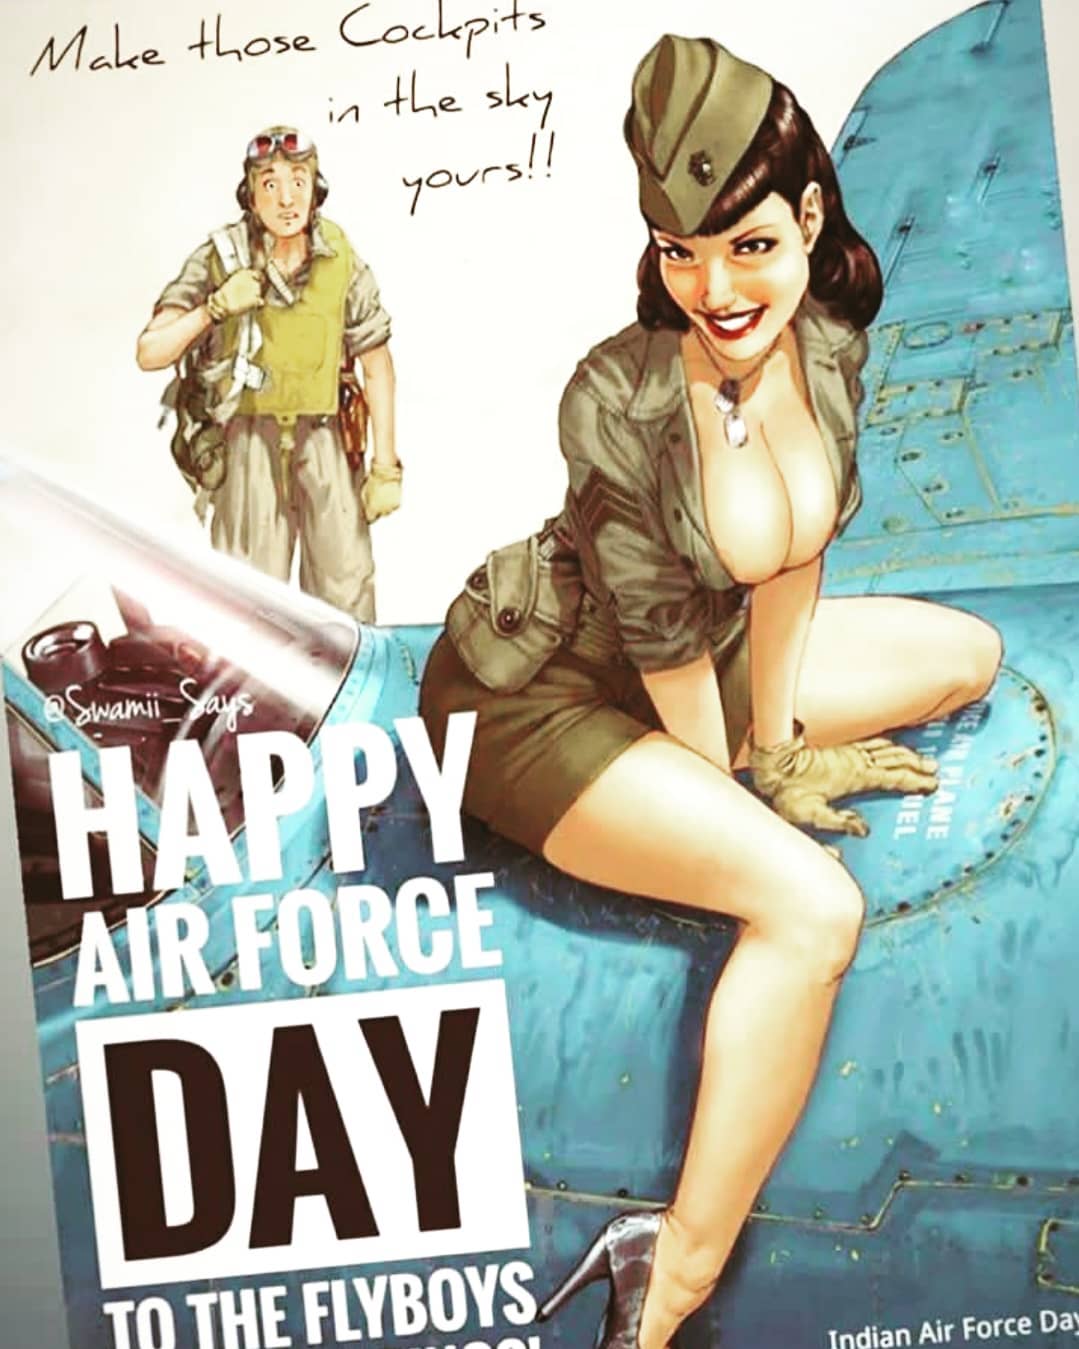 Make those Cockpits
in the sky
yours!!
@Swamii_Says
HAPPY
AIR FORCE
DAY
TO THE FLYBOYS
PLANE
Indian Air Force Day